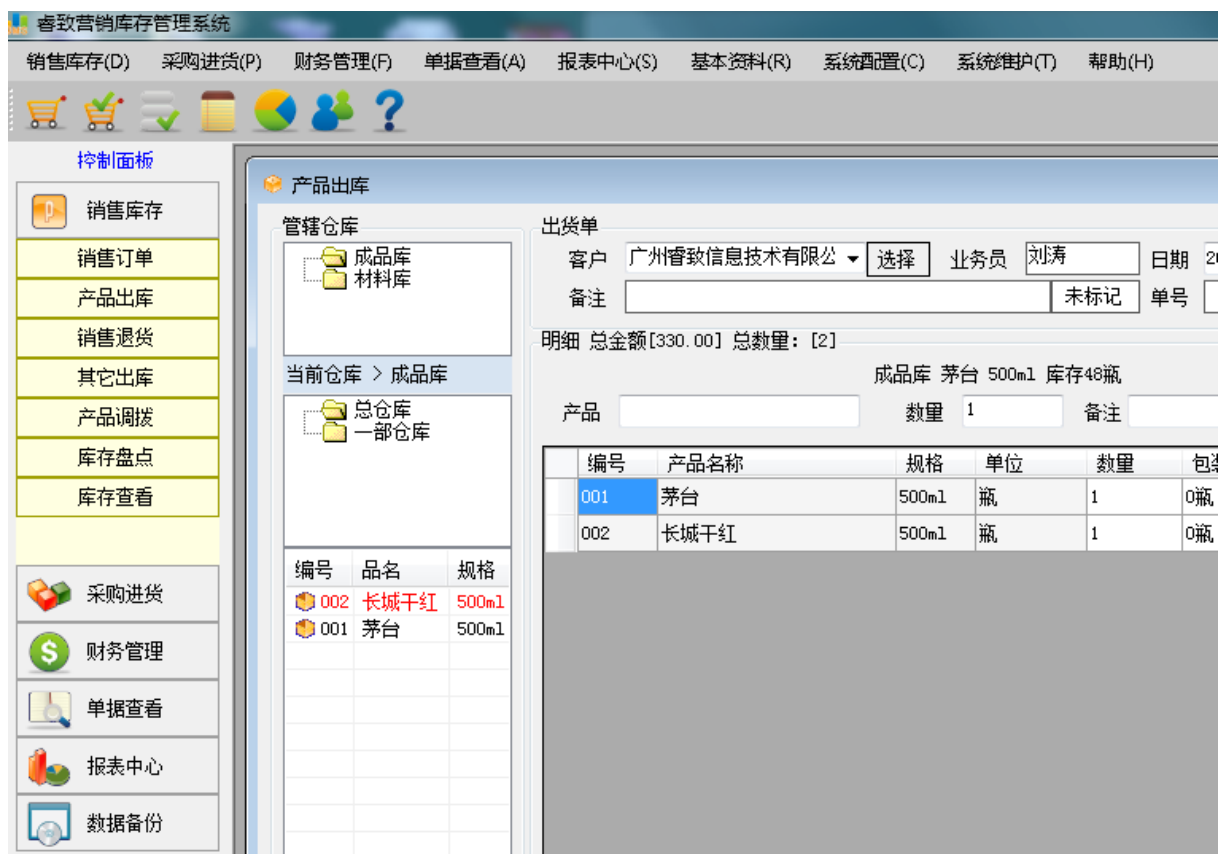 睿致营销库存管理系统
销售库存(D) 采购进货(P) 财务管理(F) 单据查看(A) 报表中心(S) 基本资料(R) 系统配置(C) 系统维护(T) 帮助(H)
控制面板
销售库存
销售订单
产品出库
销售退货
其它出库
产品调拨
库存盘点
库存查看
采购进货
财务管理
单据查看
报表中心
数据备份
产品出库
管辖仓库
成品库
材料库
当前仓库 > 成品库
总仓库
一部仓库
编号 品名 规格
002 长城干红 500ml
001 茅台 500ml
出货单
客户 广州睿致信息技术有限公 选择 业务员 刘涛 日期
备注 未标记 单号
明细 总金额[330.00] 总数量: [2]
成品库 茅台 500ml 库存48瓶
产品 数量 1 备注
编号 产品名称 规格 单位 数量
001 茅台 500ml 瓶 1 0瓶
002 长城干红 500ml 瓶 1 0瓶